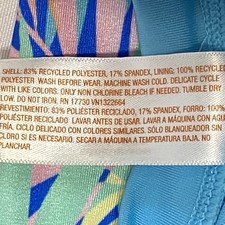 SHELL: 83% RECYCLED
POLYESTER, 17% SPANDEX, LINING: 100% RECYCLED
POLYESTER WASH BEFORE WEAR. MACHINE WASH COLD. DELICATE CYCLE
WITH LIKE COLORS. ONLY NON CHLORINE BLEACH IF NEEDED. TUMBLE DRY
LOW. DO NOT IRON. RN 17730 VN1322664
REVESTIMIENTO: 83% POLIÉSTER RECICLADO, 17% SPANDEX, FORRO: 100%
POLIÉSTER RECICLADO. LAVAR ANTES DE USAR. LAVAR A MÁQUINA CON AGUA
FRÍA. CICLO DELICADO CON COLORES SIMILARES. SÓLO BLANQUEADOR SIN
CLORO SI ES NECESARIO. SECAR A MÁQUINA A TEMPERATURA BAJA. NO
PLANCHAR.